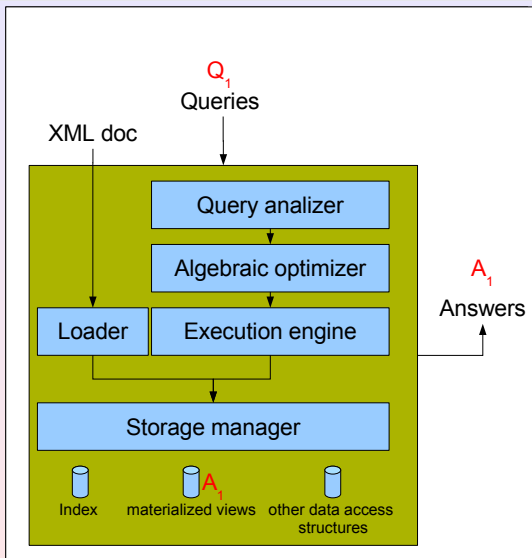 Q1
Queries
XML doc
Query analizer
Algebraic optimizer
A1
Answers
Loader
Execution engine
Storage manager
A1
Index
materialized views
other data access
structures